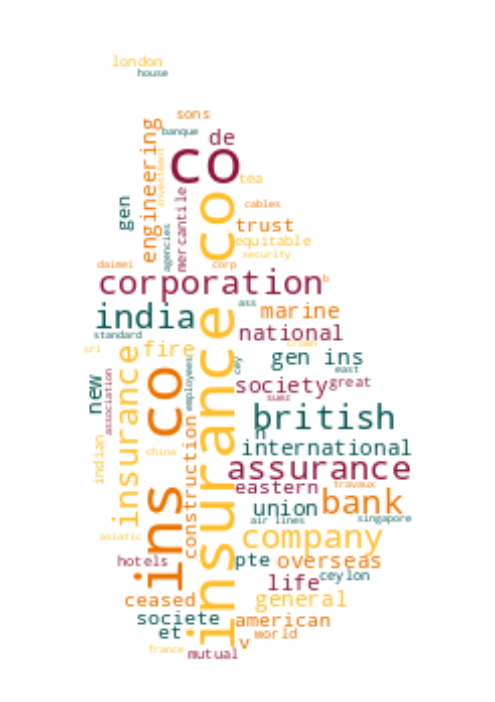 london
house
sons
banque
de
co
engineering
investment
gen
mercantile
agencies
tea
cables
insurance co
trust
equitable
security
daimei
corp
corporation
b
india
ass
marine
standard
national
crown
sri
fire
gen ins
cey
east
employees
new
association
insurance
ins co
society
great
suez
british
n
indian
china
construction
international
assurance
eastern
travaux
union
bank
air lines
singapore
asiatic
company
hotels
pte
overseas
life
ceylon
ceased
general
societe
american
et
world
v
france
mutual